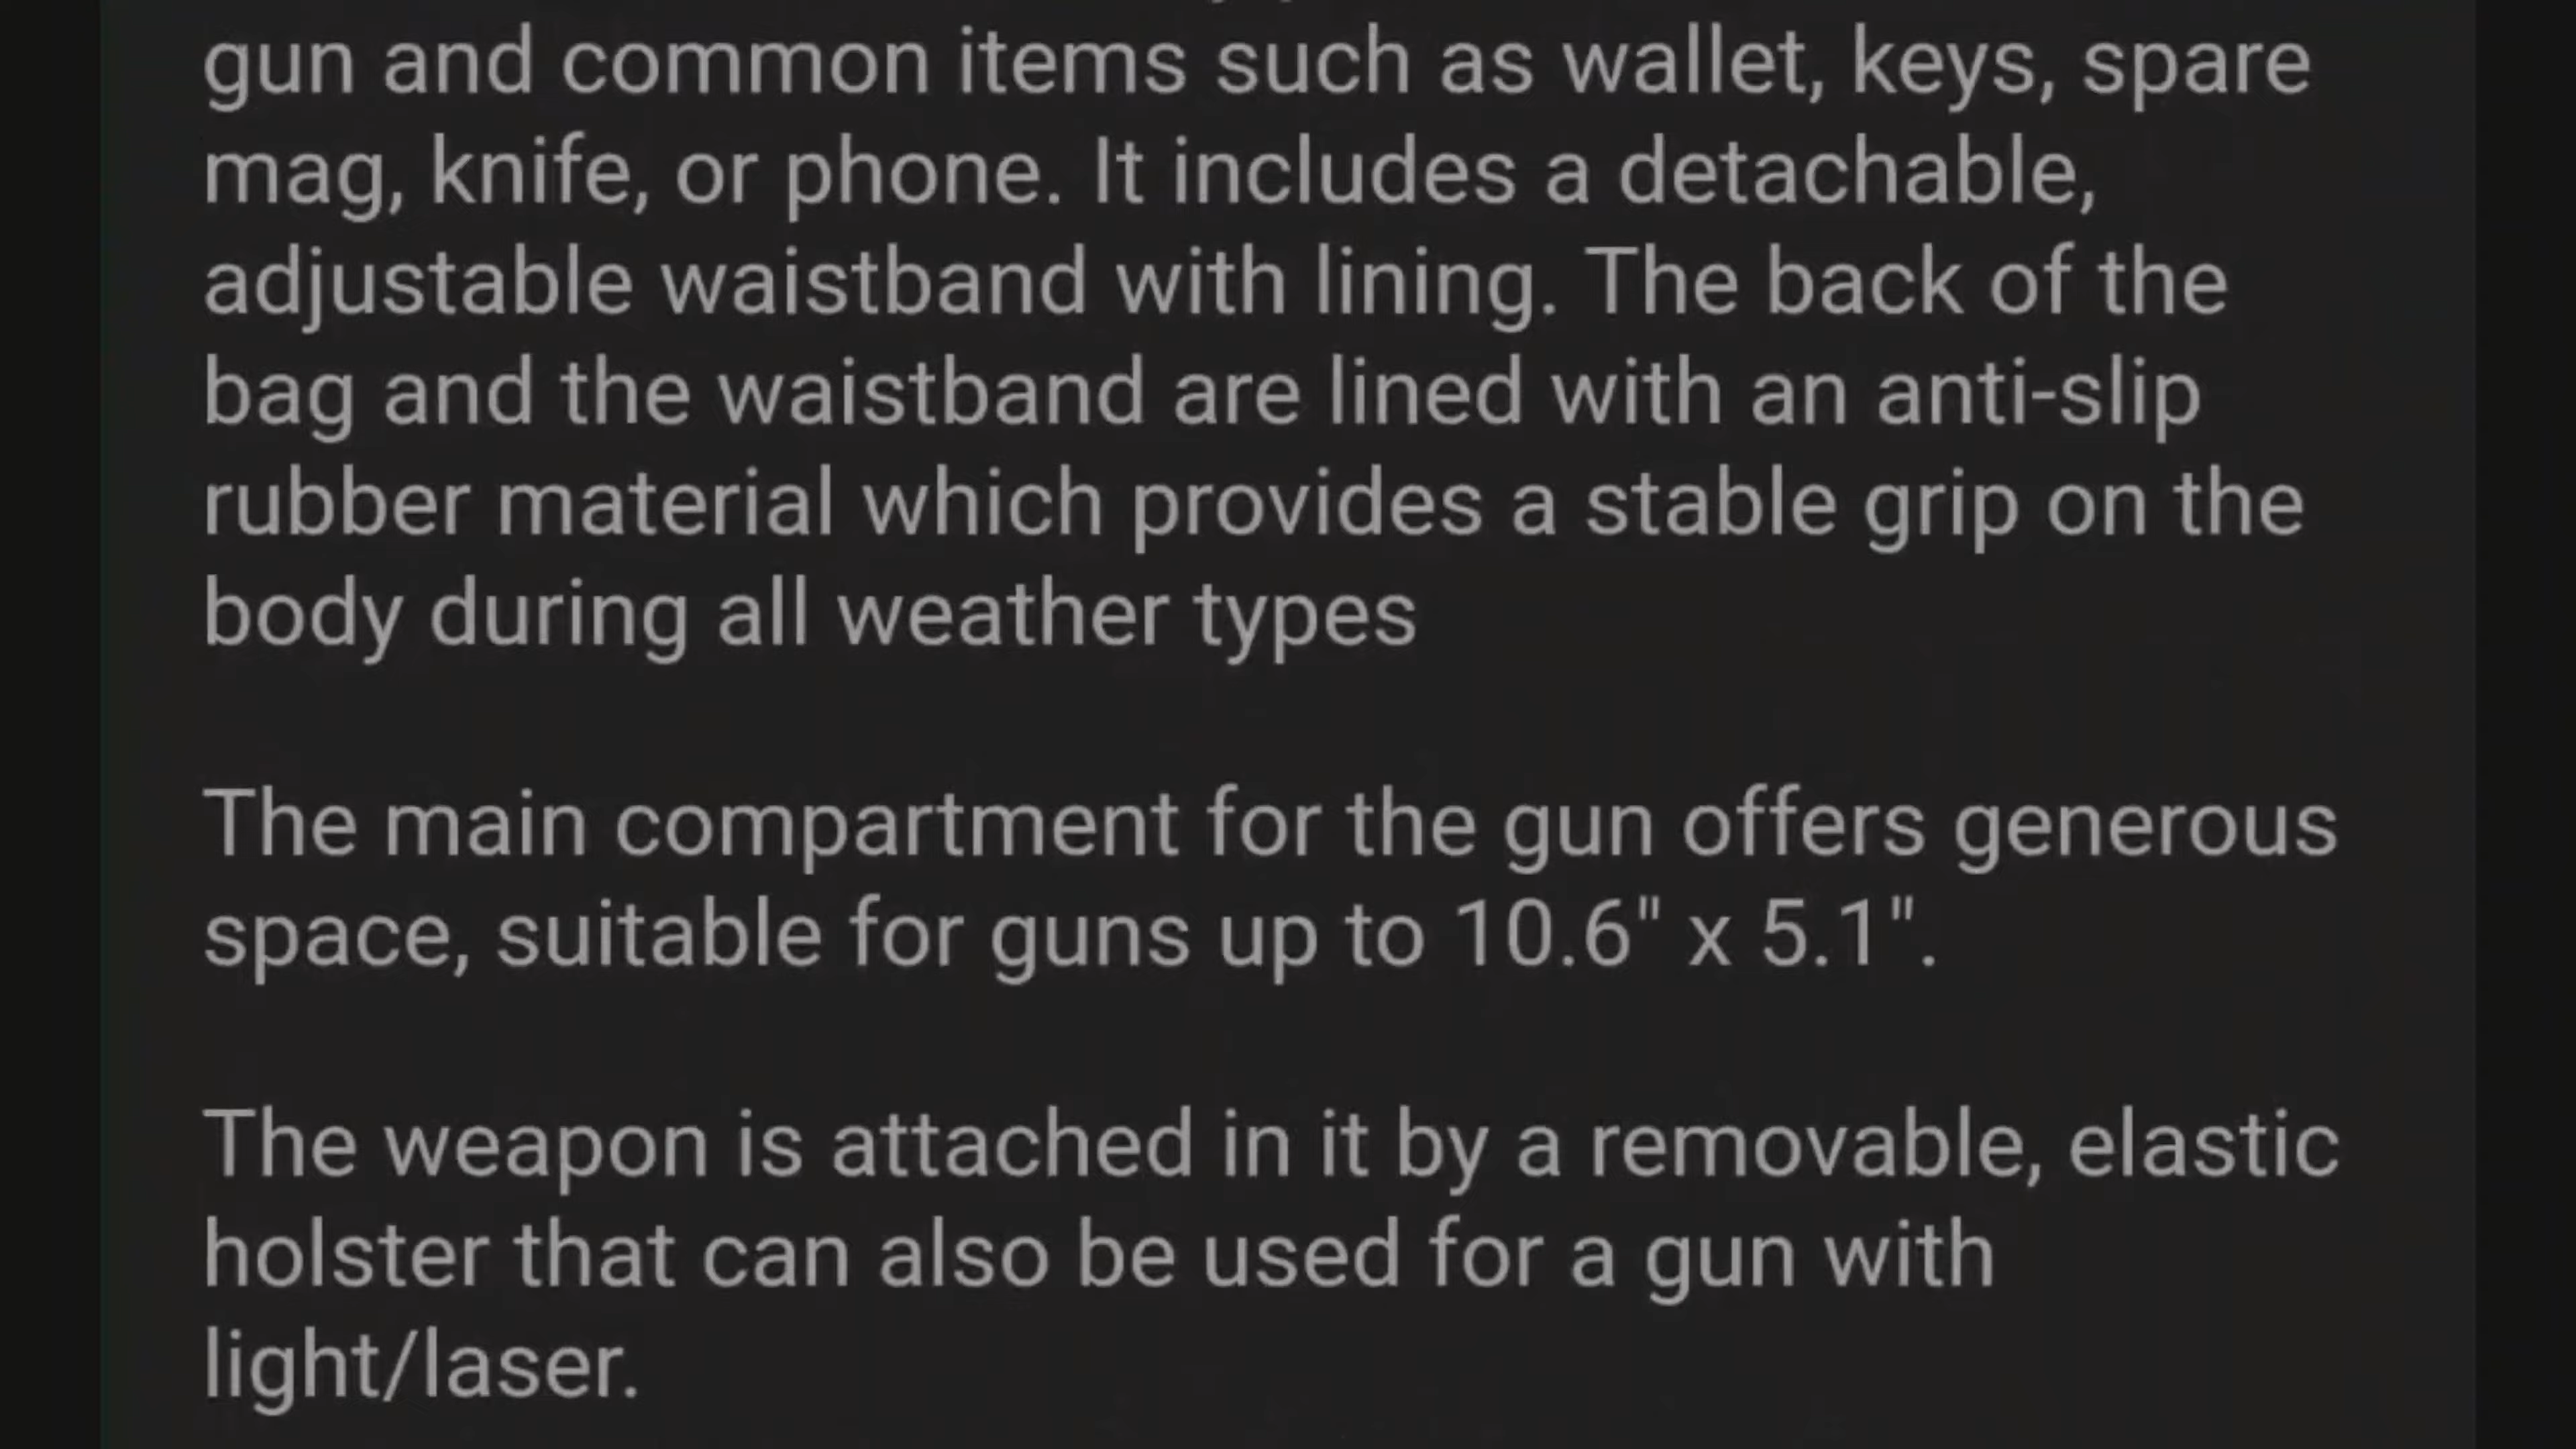 gun and common items such as wallet, keys, spare
mag, knife, or phone. It includes a detachable,
adjustable waistband with lining. The back of the
bag and the waistband are lined with an anti-slip
rubber material which provides a stable grip on the
body during all weather types
The main compartment for the gun offers generous
space, suitable for guns up to 10.6" x 5.1".
The weapon is attached in it by a removable, elastic
holster that can also be used for a gun with
light/laser.